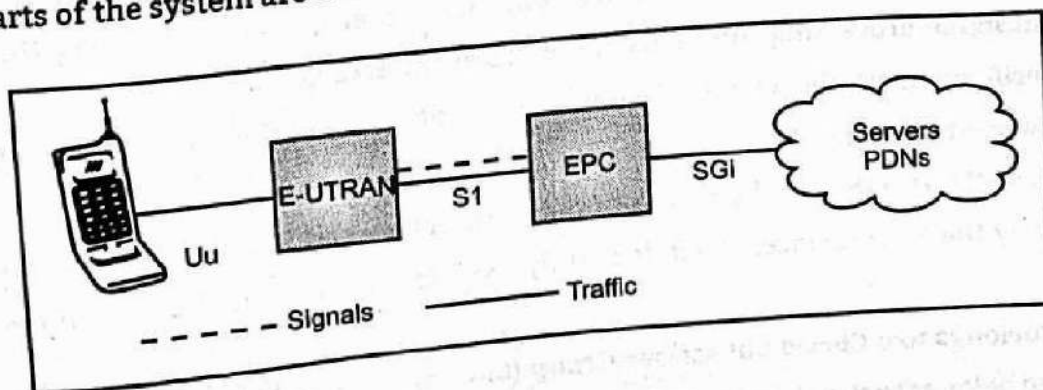 arts of the system are
Servers
PDNs
E-UTRAN
EPC
S1
SGi
Uu
Signals
Traffic